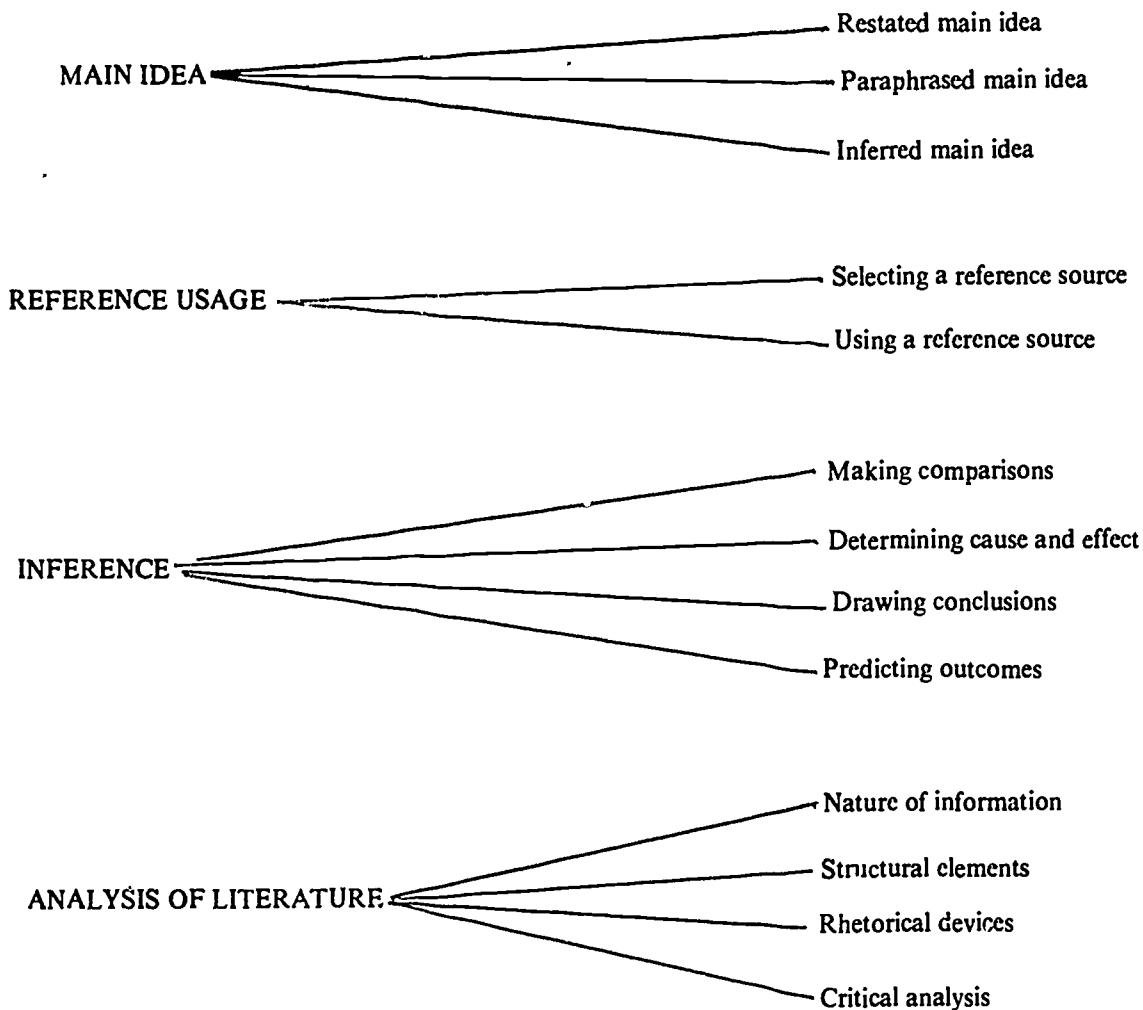 MAIN IDEA
Restated main idea
Paraphrased main idea
Inferred main idea
REFERENCE USAGE
Selecting a reference source
Using a reference source
INFERENCE
Making comparisons
Determining cause and effect
Drawing conclusions
Predicting outcomes
ANALYSIS OF LITERATURE
Nature of information
Structural elements
Rhetorical devices
Critical analysis